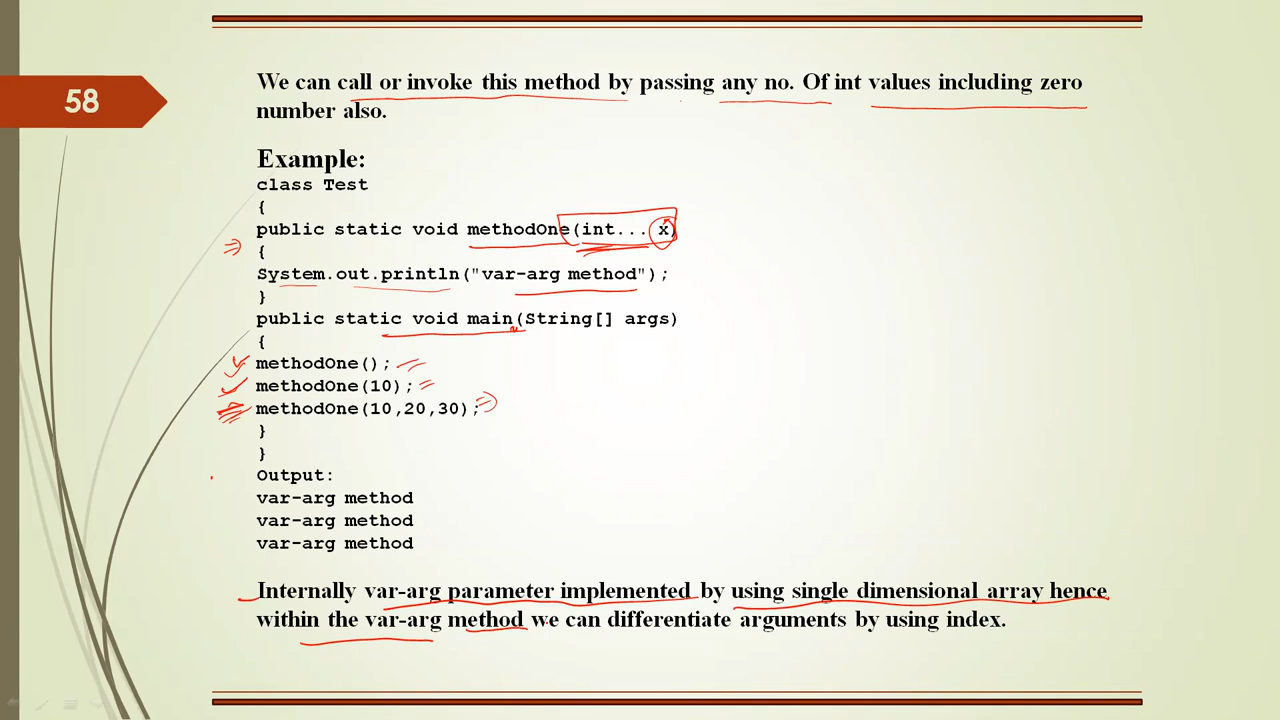 58
We can call or invoke this method by passing any no. Of int values including zero
number also.
Example:
class Test
{
public static void methodOne(int... x)
{
System.out.println("var-arg method");
}
public static void main(String[] args)
{
methodOne();
methodOne(10);
methodOne(10,20,30);
}
}
Output:
var-arg method
var-arg method
var-arg method
Internally var-arg parameter implemented by using single dimensional array hence
within the var-arg method we can differentiate arguments by using index.